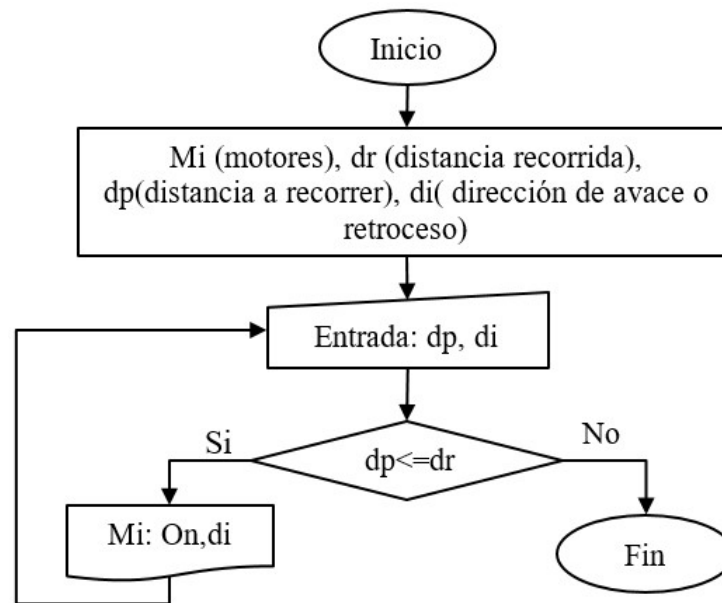 Inicio
Mi (motores), dr (distancia recorrida),
dp(distancia a recorrer), di( dirección de avace o
retroceso)
Entrada: dp, di
Si
No
dp<=dr
Mi: On,di
Fin